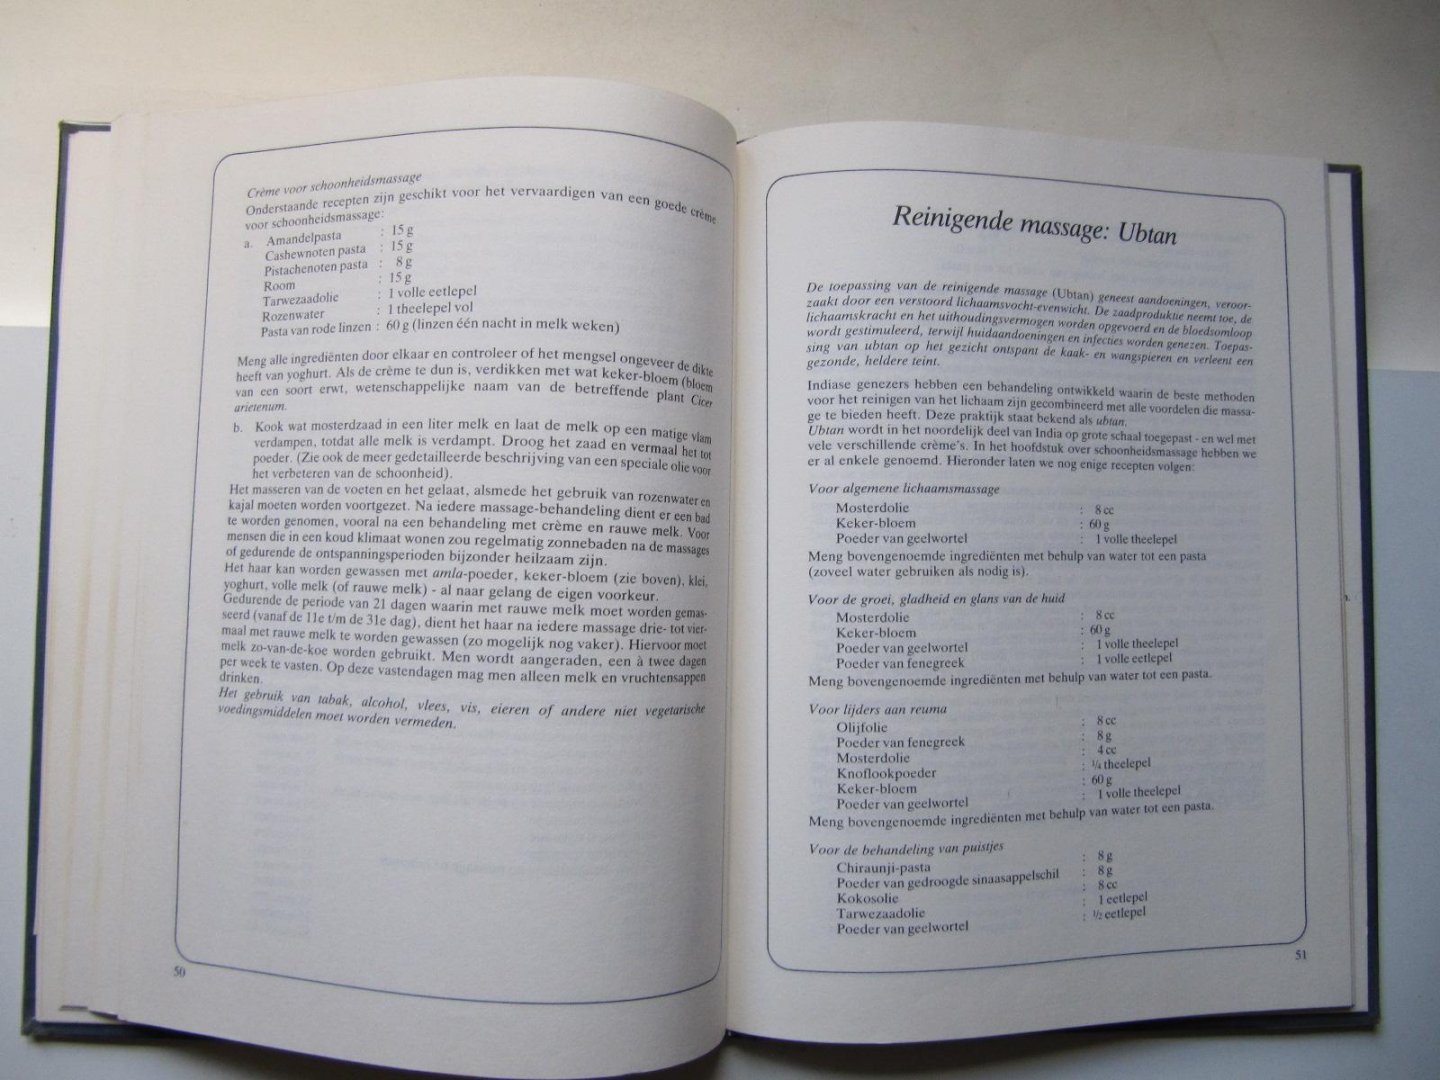 Crème voor schoonheidsmassage
Onderstaande recepten zijn geschikt voor het vervaardigen van een goede crème
voor schoonheidsmassage:
a. Amandelpasta : 15 g
Cashewnoten pasta : 15 g
Pistachenoten pasta : 8 g
Room : 15 g
Tarwezaadolie : 1 volle eetlepel
Rozenwater : 1 theelepel vol
Pasta van rode linzen : 60 g (linzen één nacht in melk weken)
Meng alle ingrediënten door elkaar en controleer of het mengsel ongeveer de dikte
heeft van yoghurt. Als de crème te dun is, verdikken met wat keker-bloem (bloem
van een soort erwt, wetenschappelijke naam van de betreffende plant Cicer
arietenum.
b. Kook wat mosterdzaad in een liter melk en laat de melk op een matige vlam
verdampen, totdat alle melk is verdampt. Droog het zaad en vermaal het tot
poeder. (Zie ook de meer gedetailleerde beschrijving van een speciale olie voor
het verbeteren van de schoonheid).
Het masseren van de voeten en het gelaat, alsmede het gebruik van rozenwater en
kajal moeten worden voortgezet. Na iedere massage-behandeling dient er een bad
te worden genomen, vooral na een behandeling met crème en rauwe melk. Voor
mensen die in een koud klimaat wonen zou regelmatig zonnebaden na de massages
of gedurende de ontspanningsperioden bijzonder heilzaam zijn.
Het haar kan worden gewassen met amla-poeder, keker-bloem (zie boven), klei,
yoghurt, volle melk (of rauwe melk) - al naar gelang de eigen voorkeur.
Gedurende de periode van 21 dagen waarin met rauwe melk moet worden gemas-
seerd (vanaf de 11e t/m de 31e dag), dient het haar na iedere massage drie- tot vier-
maal met rauwe melk te worden gewassen (zo mogelijk nog vaker). Hiervoor moet
melk zo-van-de-koe worden gebruikt. Men wordt aangeraden, een à twee dagen
per week te vasten. Op deze vastendagen mag men alleen melk en vruchtensappen
drinken.
Het gebruik van tabak, alcohol, vlees, vis, eieren of andere niet vegetarische
voedingsmiddelen moet worden vermeden.
50
Reinigende massage: Ubtan
De toepassing van de reinigende massage (Ubtan) geneest aandoeningen, veroor-
zaakt door een verstoord lichaamsvocht-evenwicht. De zaadproduktie neemt toe, de
lichaamskracht en het uithoudingsvermogen worden opgevoerd en de bloedsomloop
wordt gestimuleerd, terwijl huidaandoeningen en infecties worden genezen. Toepas-
sing van ubtan op het gezicht ontspant de kaak- en wangspieren en verleent een
gezonde, heldere teint.
Indiase genezers hebben een behandeling ontwikkeld waarin de beste methoden
voor het reinigen van het lichaam zijn gecombineerd met alle voordelen die massa-
ge te bieden heeft. Deze praktijk staat bekend als ubtan.
Ubtan wordt in het noordelijk deel van India op grote schaal toegepast - en wel met
vele verschillende crème's. In het hoofdstuk over schoonheidsmassage hebben we
er al enkele genoemd. Hieronder laten we nog enige recepten volgen:
Voor algemene lichaamsmassage
Mosterdolie : 8 cc
Keker-bloem : 60 g
Poeder van geelwortel : 1 volle theelepel
Meng bovengenoemde ingrediënten met behulp van water tot een pasta
(zoveel water gebruiken als nodig is).
Voor de groei, gladheid en glans van de huid
Mosterdolie : 8 cc
Keker-bloem : 60 g
Poeder van geelwortel : 1 volle theelepel
Poeder van fenegreek : 1 volle eetlepel
Meng bovengenoemde ingrediënten met behulp van water tot een pasta.
Voor lijders aan reuma
Olijfolie : 8 cc
Poeder van fenegreek : 8 g
Mosterdolie : 4 cc
Knoflookpoeder : ¼ theelepel
Keker-bloem : 60 g
Poeder van geelwortel : 1 volle theelepel
Meng bovengenoemde ingrediënten met behulp van water tot een pasta.
Voor de behandeling van puistjes
Chiraunji-pasta : 8 g
Poeder van gedroogde sinaasappelschil : 8 g
Kokosolie : 8 cc
Tarwezaadolie : 1 eetlepel
Poeder van geelwortel : ½ eetlepel
51